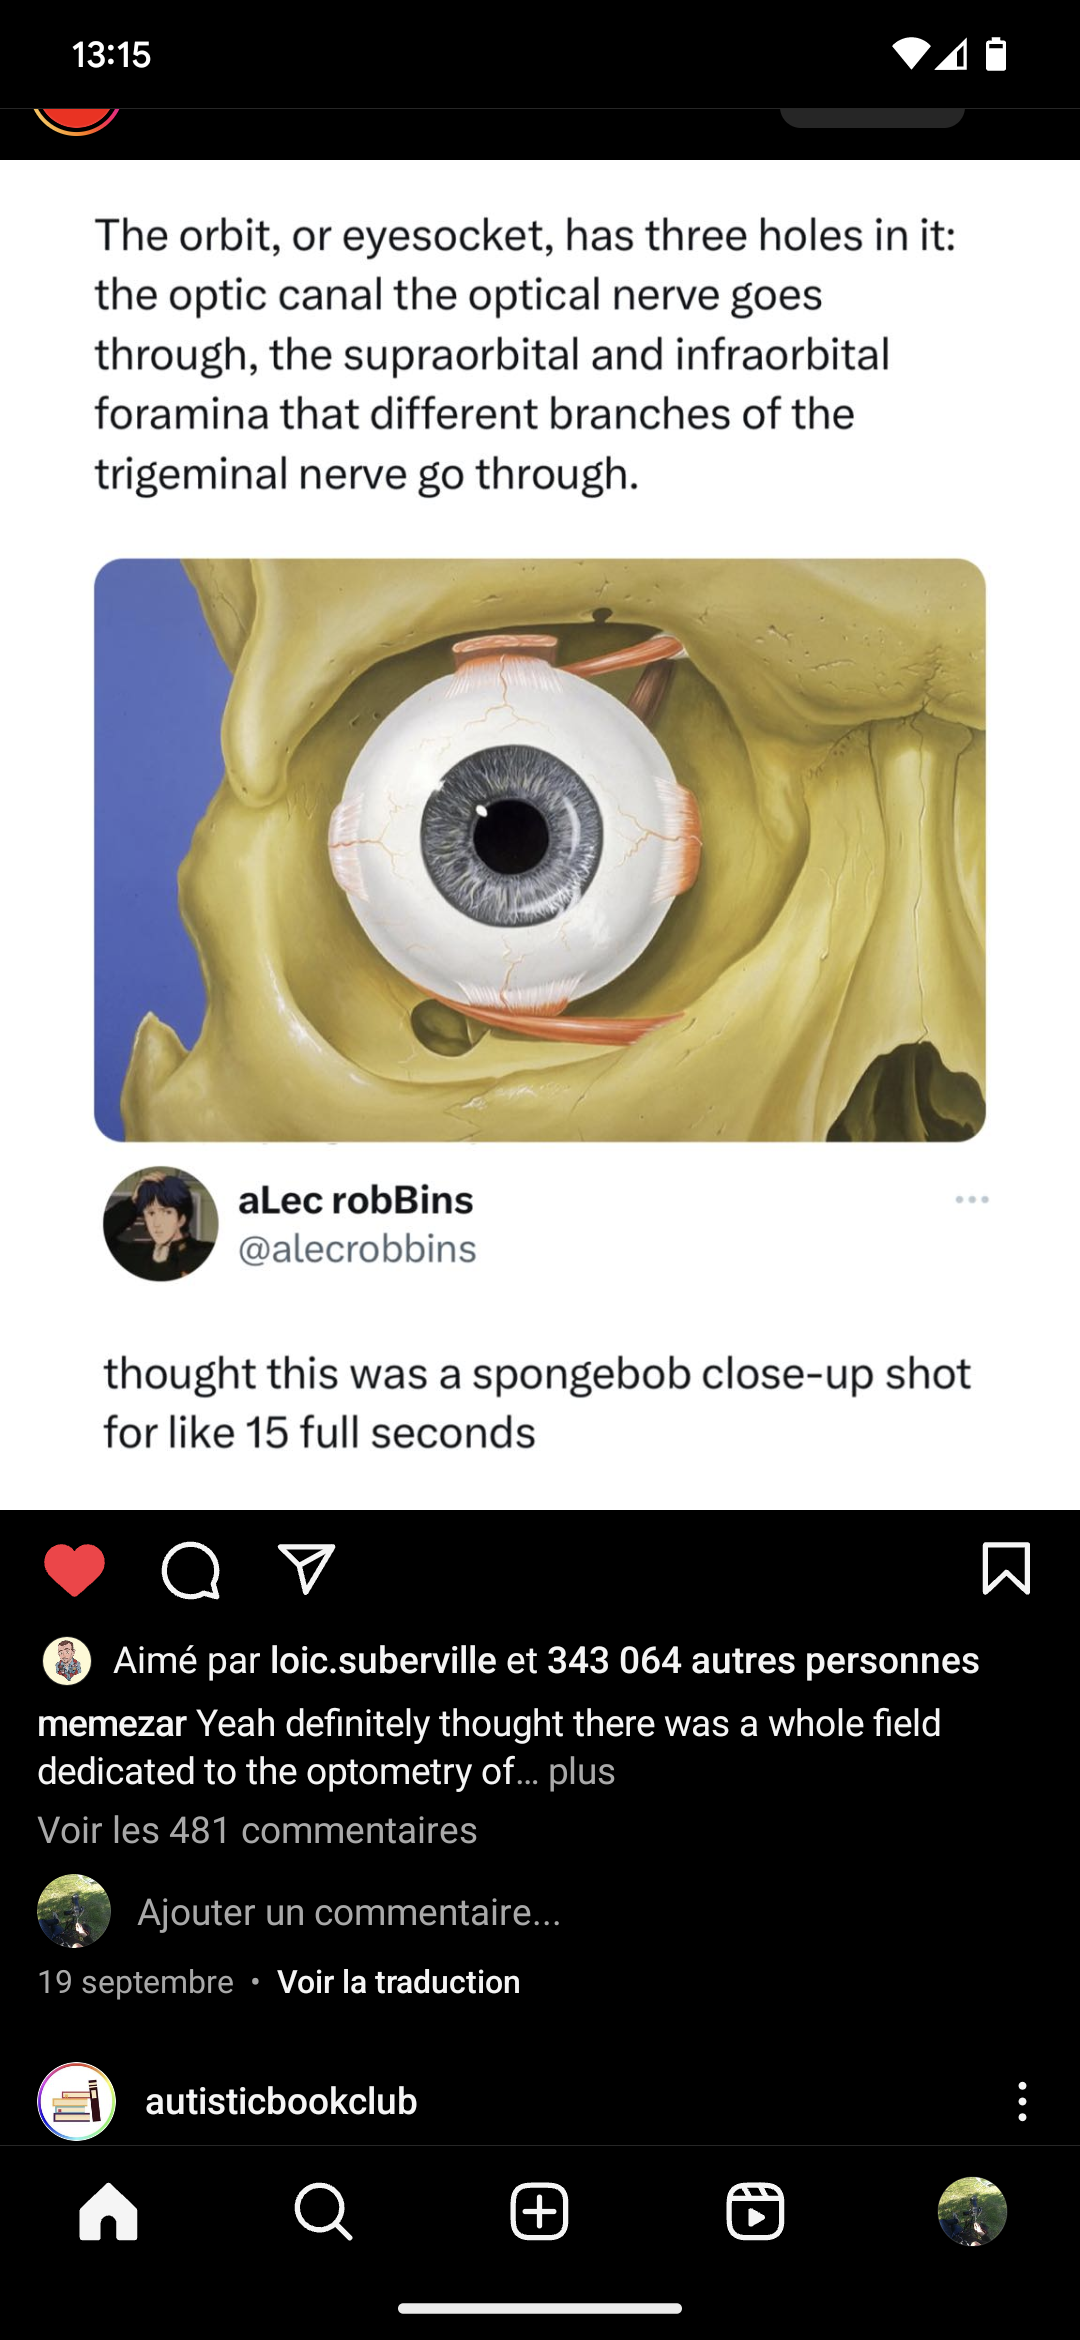 13:15
The orbit, or eyesocket, has three holes in it:
the optic canal the optical nerve goes
through, the supraorbital and infraorbital
foramina that different branches of the
trigeminal nerve go through.
aLec robBins
@alecrobbins
thought this was a spongebob close-up shot
for like 15 full seconds
Aimé par loic.suberville et 343 064 autres personnes
memezar Yeah definitely thought there was a whole field
dedicated to the optometry of... plus
Voir les 481 commentaires
Ajouter un commentaire...
19 septembre • Voir la traduction
autisticbookclub